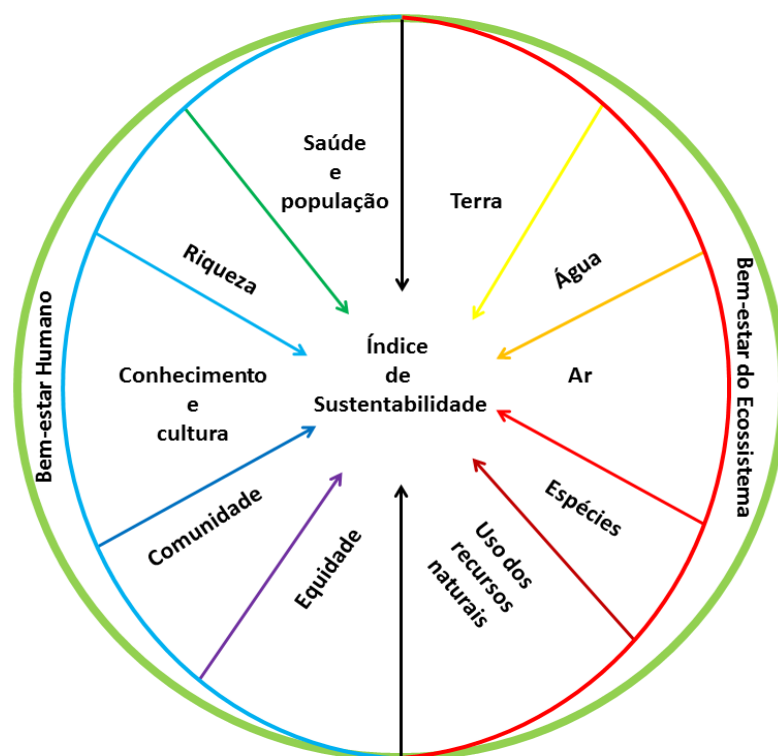 Saúde
e
população
Terra
Riqueza
Água
Bem-estar Humano
Bem-estar do Ecossistema
Índice
de
Sustentabilidade
Conhecimento
e
cultura
Ar
Comunidade
Espécies
Equidade
Uso dos
recursos
naturais